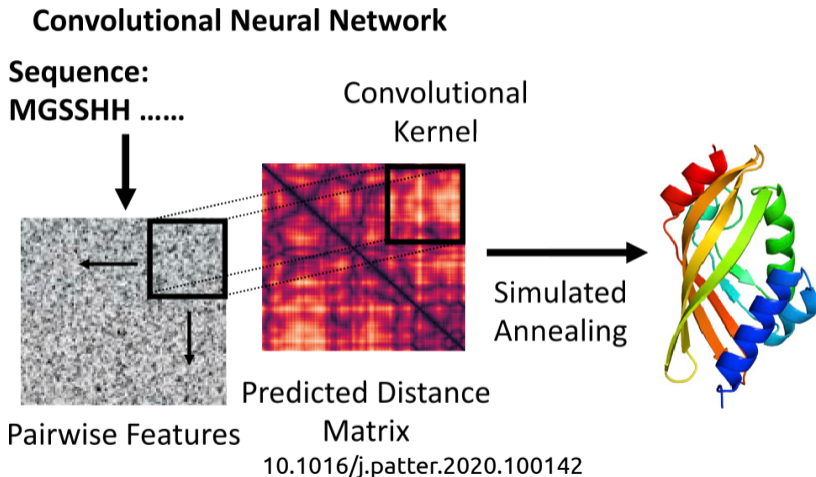 Convolutional Neural Network
Sequence:
MGSSHH ......
Convolutional
Kernel
Simulated
Annealing
Pairwise Features
Predicted Distance
Matrix
10.1016/j.patter.2020.100142